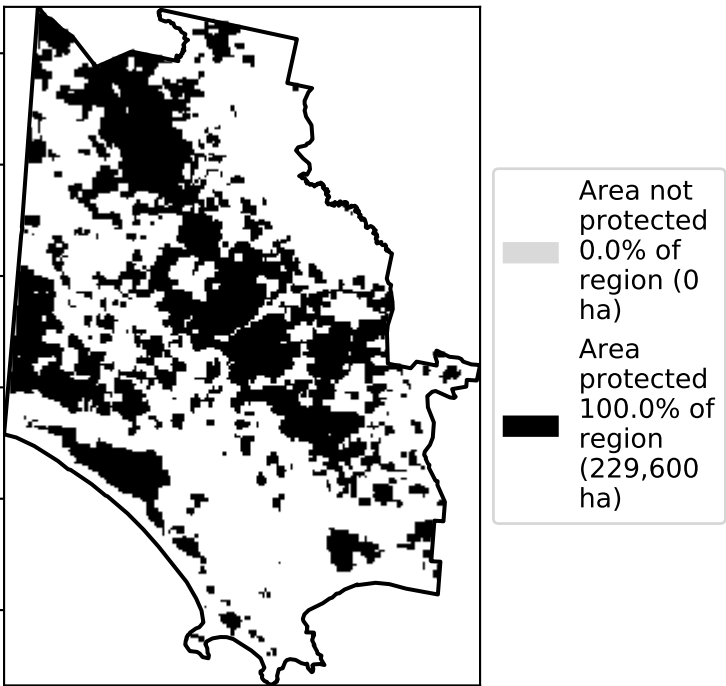 Area not
protected
0.0% of
region (0
ha)
Area
protected
100.0% of
region
(229,600
ha)